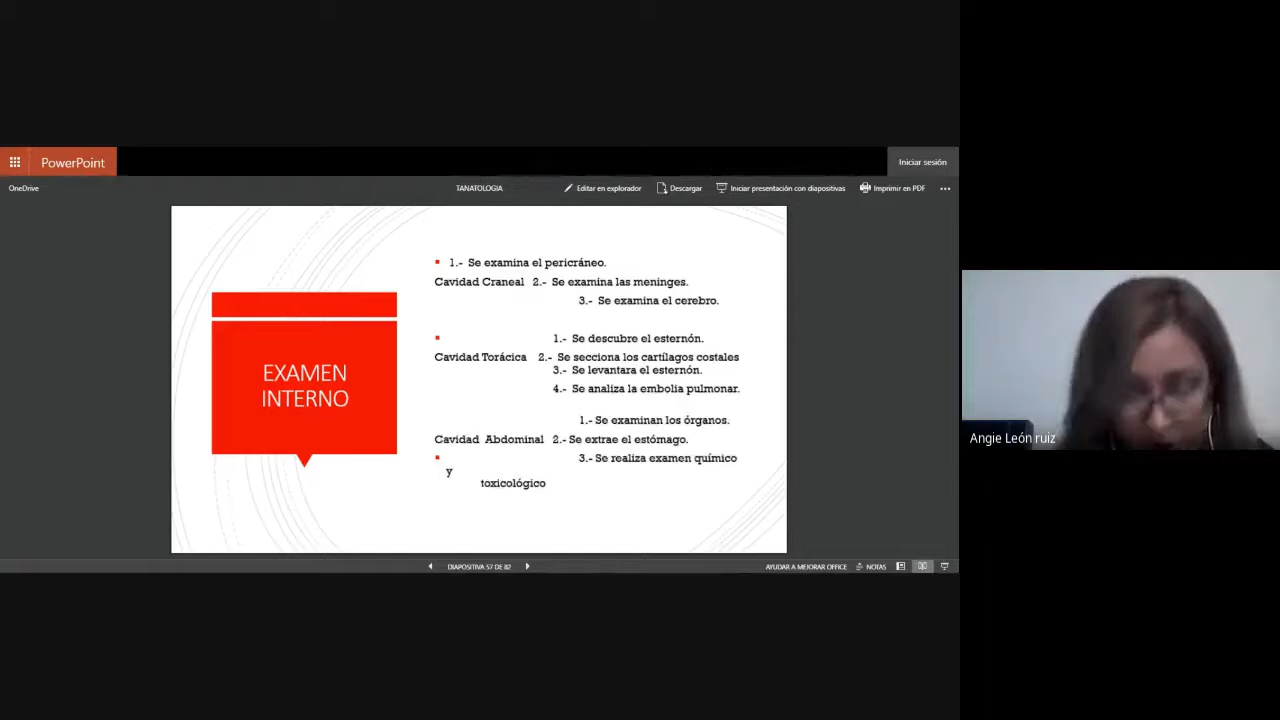 PowerPoint
Iniciar sesión
OneDrive
TANATOLOGIA
Editar en explorador
Descargar
Iniciar presentación con diapositivas
Imprimir en PDF
EXAMEN
INTERNO
1.- Se examina el pericráneo.
Cavidad Craneal 2.- Se examina las meninges.
3.- Se examina el cerebro.
1.- Se descubre el esternón.
Cavidad Torácica 2.- Se secciona los cartílagos costales
3.- Se levantara el esternón.
4.- Se analiza la embolia pulmonar.
1.- Se examinan los órganos.
Cavidad Abdominal 2.- Se extrae el estómago.
3.- Se realiza examen químico
y
toxicológico
Angie León ruiz
DIAPOSITIVA 57 DE 82
AYUDAR A MEJORAR OFFICE
NOTAS